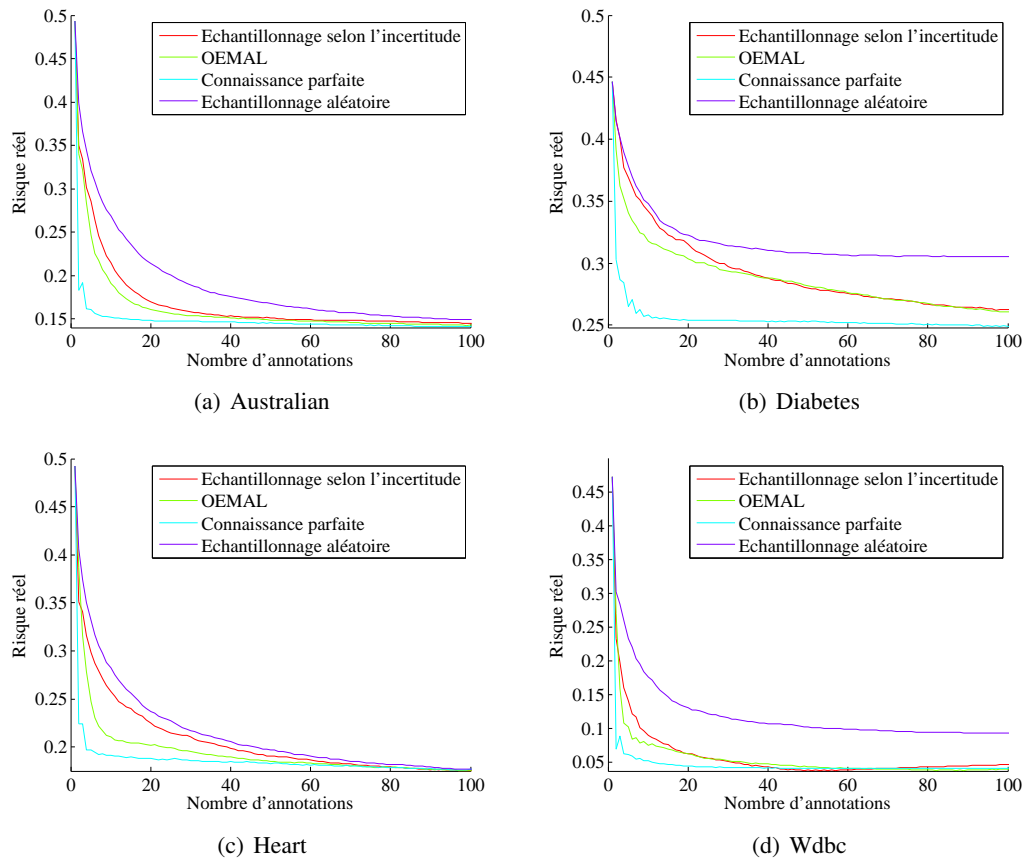 0.5
0.45
0.4
0.35
0.3
0.25
0.2
0.15
0
20
40
60
80
100
Risque réel
Nombre d'annotations
Echantillonnage selon l'incertitude
OEMAL
Connaissance parfaite
Echantillonnage aléatoire
(a) Australian
0.5
0.45
0.4
0.35
0.3
0.25
0
20
40
60
80
100
Risque réel
Nombre d'annotations
Echantillonnage selon l'incertitude
OEMAL
Connaissance parfaite
Echantillonnage aléatoire
(b) Diabetes
0.5
0.45
0.4
0.35
0.3
0.25
0.2
0
20
40
60
80
100
Risque réel
Nombre d'annotations
Echantillonnage selon l'incertitude
OEMAL
Connaissance parfaite
Echantillonnage aléatoire
(c) Heart
0.45
0.4
0.35
0.3
0.25
0.2
0.15
0.1
0.05
0
20
40
60
80
100
Risque réel
Nombre d'annotations
Echantillonnage selon l'incertitude
OEMAL
Connaissance parfaite
Echantillonnage aléatoire
(d) Wdbc